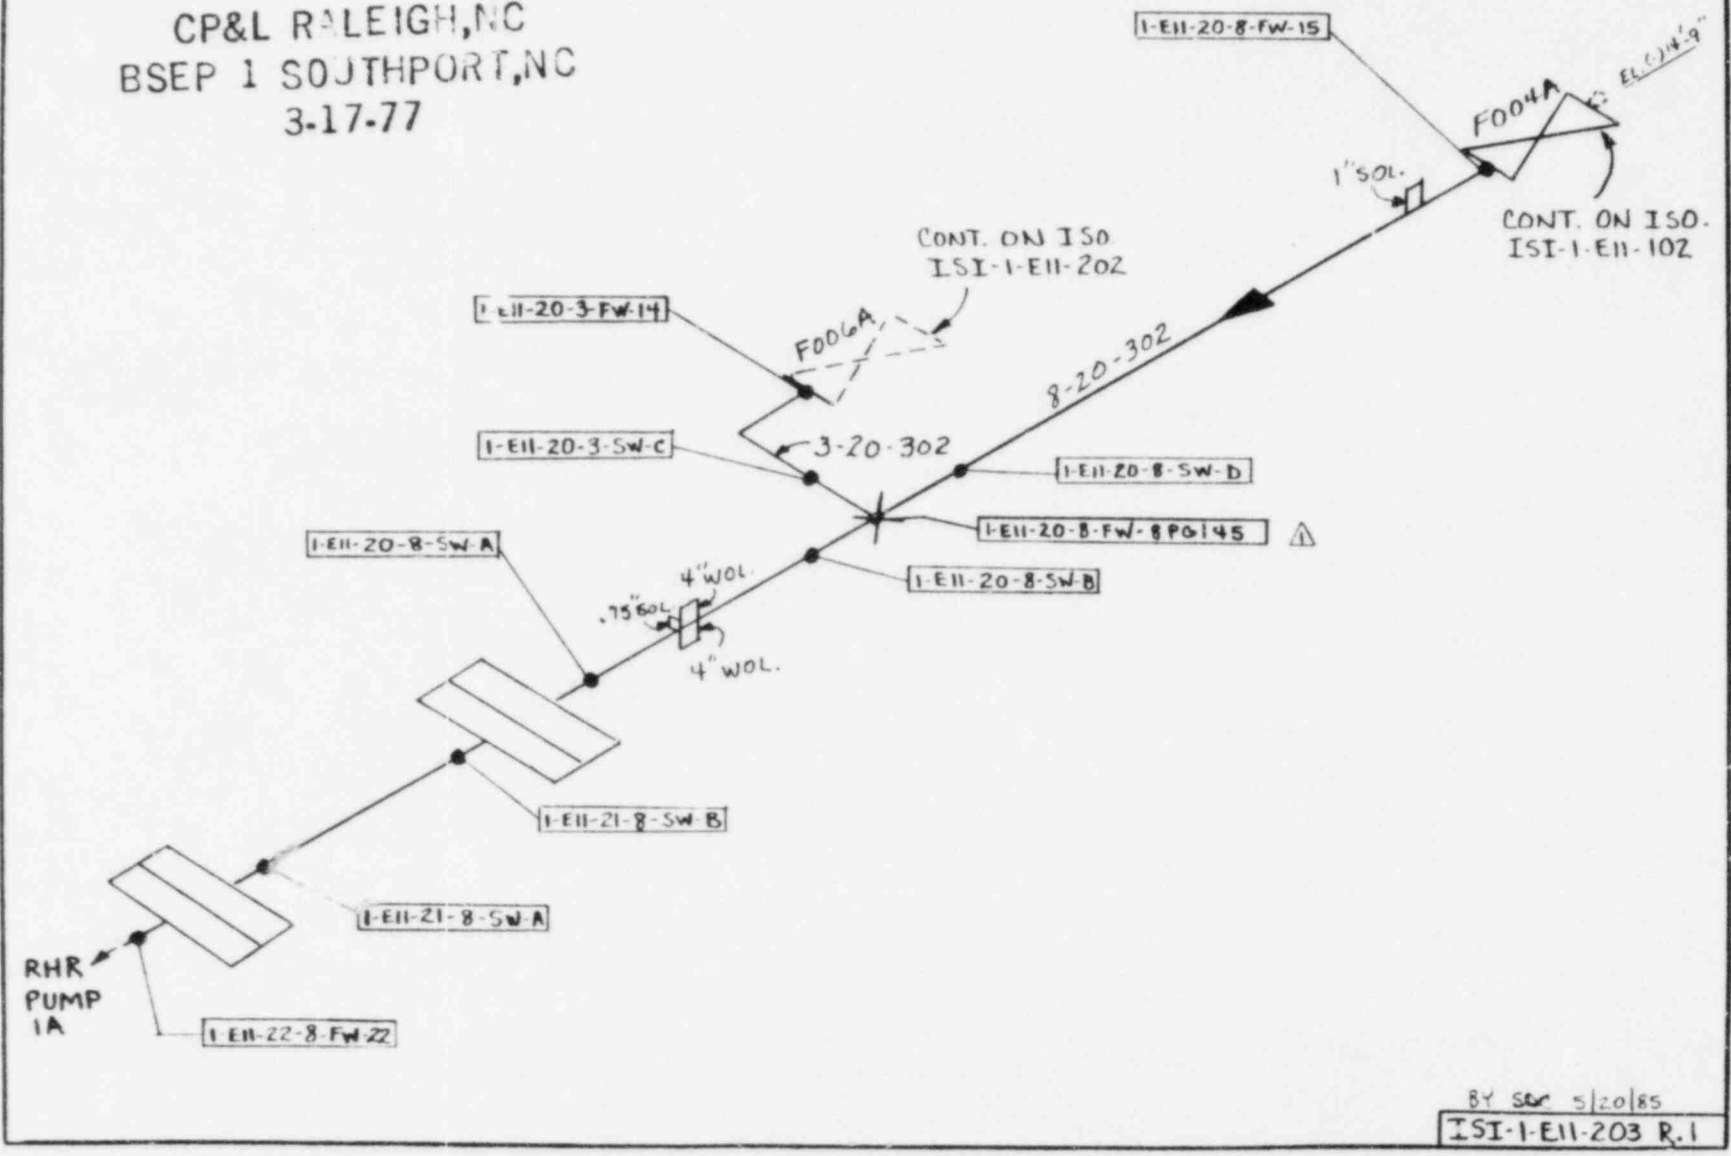 CP&L RALEIGH,NC
BSEP 1 SOUTHPORT,NC
3-17-77
1-E11-20-8-FW-15
EL.(-)14'-9"
F004A
1" SOL.
CONT. ON ISO.
ISI-1-E11-102
CONT. ON ISO
ISI-1-E11-202
1-E11-20-3-FW-14
F006A
8-20-302
1-E11-20-3-SW-C
3-20-302
1-E11-20-8-SW-D
1-E11-20-8-FW-8PG145
1
1-E11-20-8-SW-A
1-E11-20-8-SW-B
4" WOL.
.75" SOL
4" WOL.
1-E11-21-8-SW-B
1-E11-21-8-SW-A
RHR
PUMP
1A
1-E11-22-8-FW-22
BY 5/20/85
ISI-1-E11-203 R.1